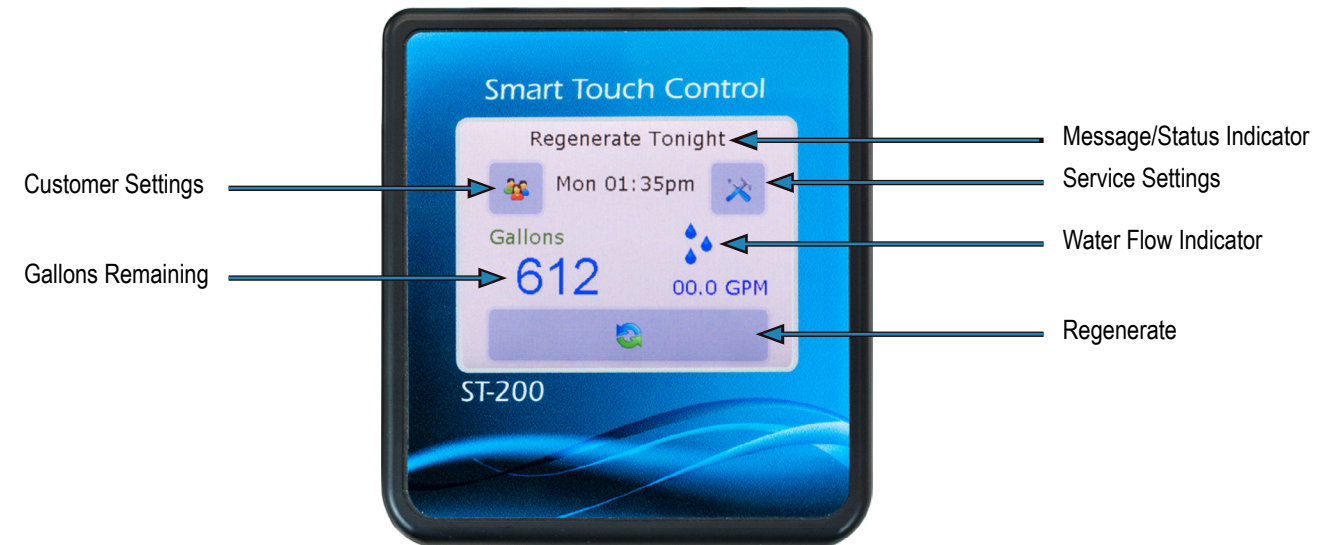 Smart Touch Control
Regenerate Tonight
Message/Status Indicator
Customer Settings
Mon 01:35pm
Service Settings
Gallons
Water Flow Indicator
Gallons Remaining
612
00.0 GPM
Regenerate
ST-200